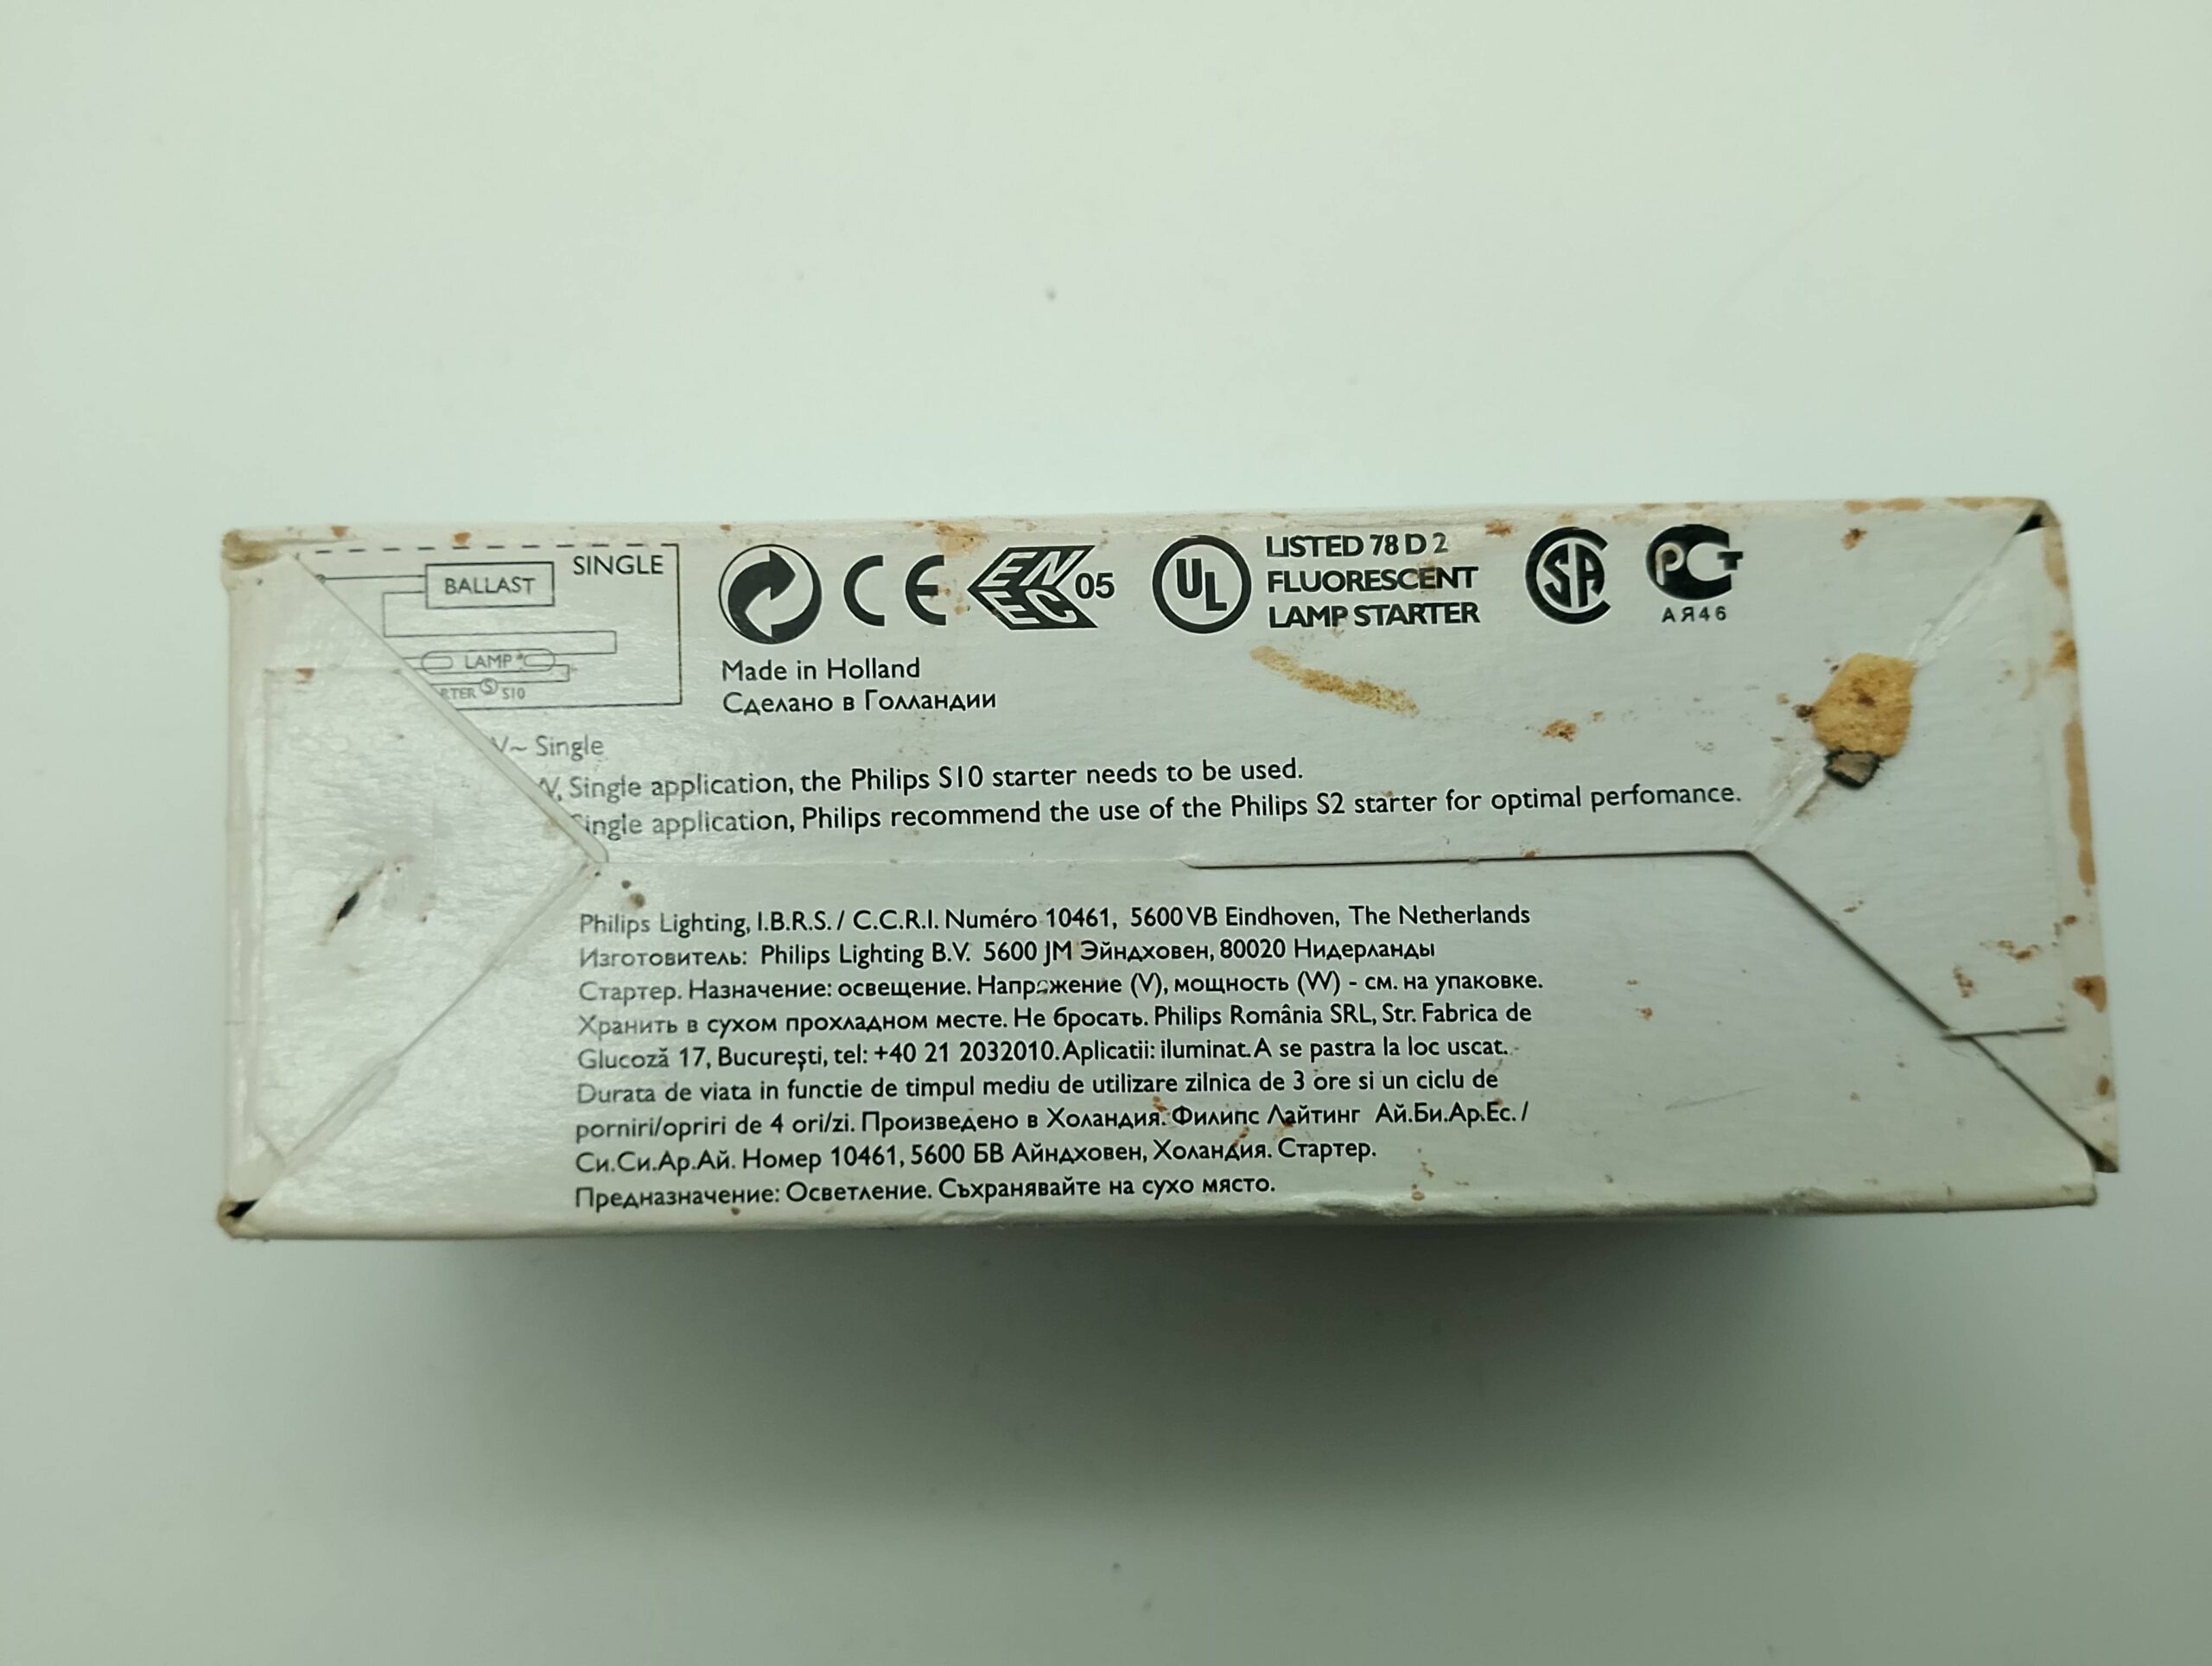 SINGLE
BALLAST
LAMP
RTER S S10
CE
EN
EC
05
UL
LISTED 78 D 2
FLUORESCENT
LAMP STARTER
SA
РСТ
АЯ46
Made in Holland
Сделано в Голландии
V~ Single
W, Single application, the Philips S10 starter needs to be used.
Single application, Philips recommend the use of the Philips S2 starter for optimal perfomance.
Philips Lighting, I.B.R.S. / C.C.R.I. Numéro 10461, 5600 VB Eindhoven, The Netherlands
Изготовитель: Philips Lighting B.V. 5600 JM Эйндховен, 80020 Нидерланды
Стартер. Назначение: освещение. Напряжение (V), мощность (W) - см. на упаковке.
Хранить в сухом прохладном месте. Не бросать. Philips România SRL, Str. Fabrica de
Glucoză 17, București, tel: +40 21 2032010. Aplicatii: iluminat. A se pastra la loc uscat.
Durata de viata in functie de timpul mediu de utilizare zilnica de 3 ore si un ciclu de
porniri/opriri de 4 ori/zi. Произведено в Холандия. Филипс Лайтинг Ай.Би.Ар.Ес. /
Си.Си.Ар.Ай. Номер 10461, 5600 БВ Айндховен, Холандия. Стартер.
Предназначение: Осветление. Съхранявайте на сухо място.